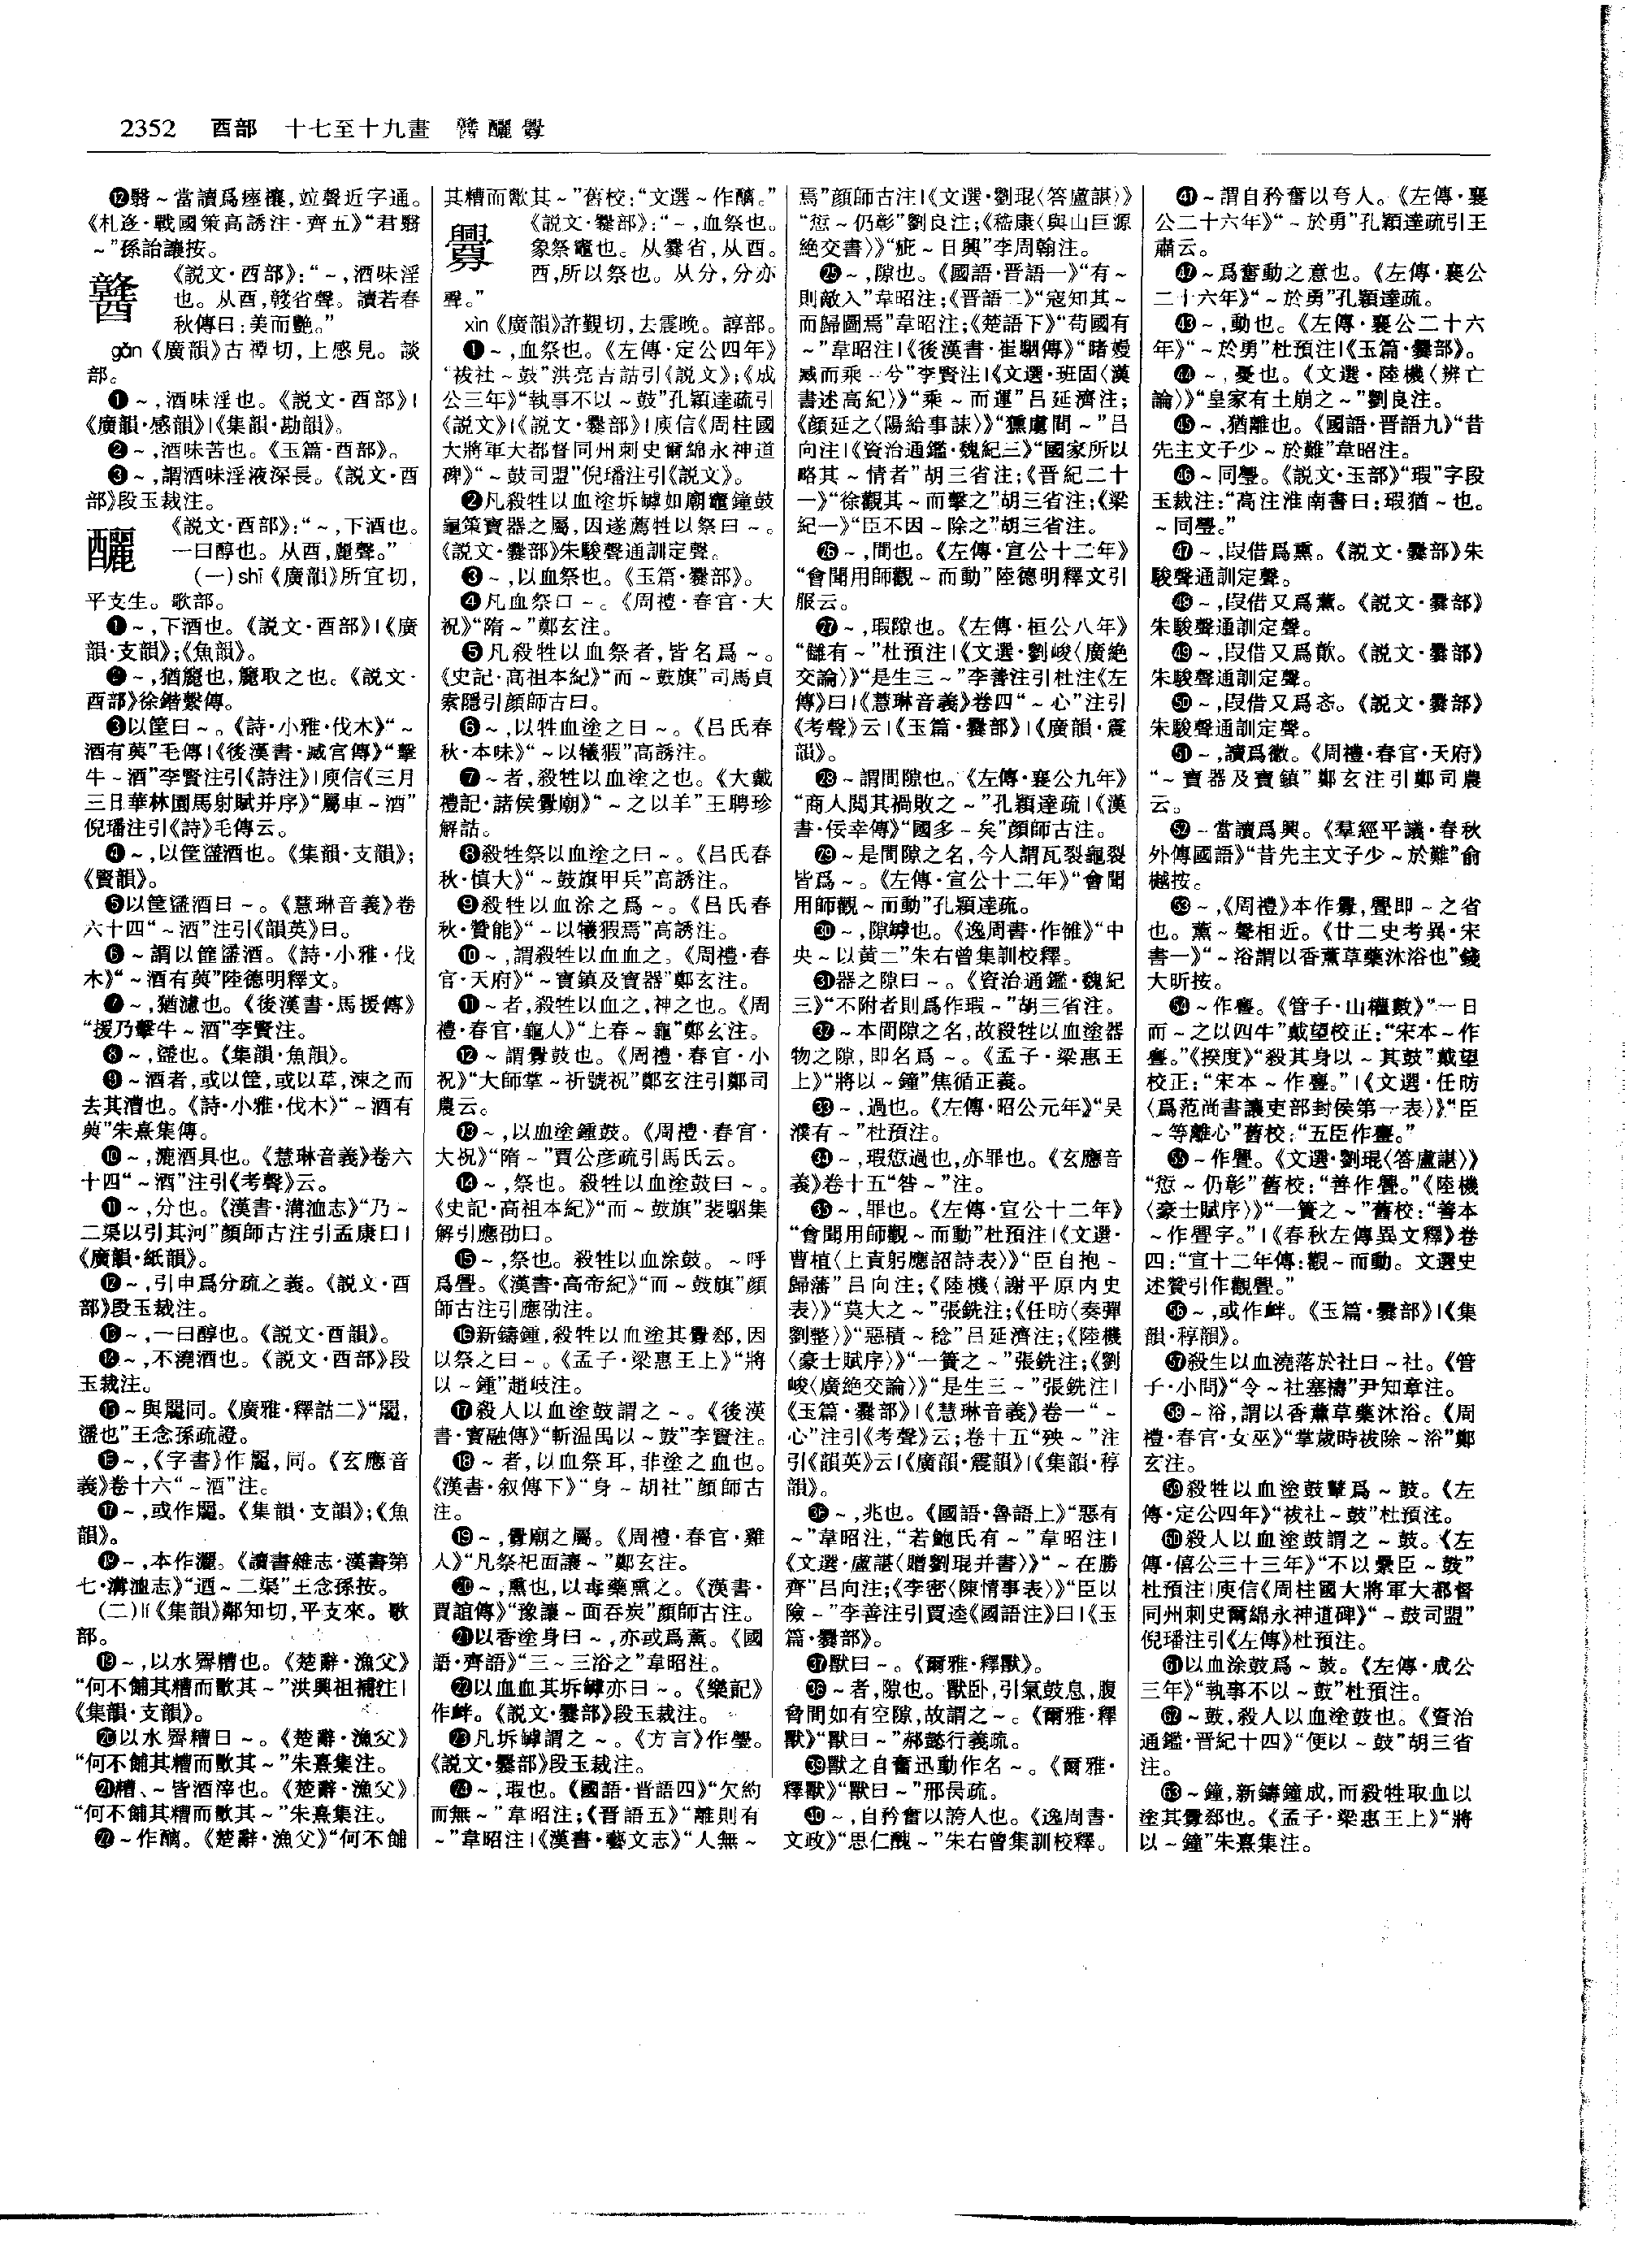 2352 酉部 十七至十九畫 醶 釃 釁
⓬翳～當讀爲瘞禳，竝聲近字通。
《札迻·戰國策高誘注·齊五》“君翳
～”孫詒讓按。
《説文·酉部》：“～，酒味淫
也。从酉，竷省聲。讀若春
秋傳曰：美而艷。”
gǎn《廣韻》古禫切，上感見。談
部。
❶～，酒味淫也。《説文·酉部》|
《廣韻·感韻》|《集韻·勘韻》。
❷～，酒味苦也。《玉篇·酉部》。
❸～，謂酒味淫液深長。《説文·酉
部》段玉裁注。
釃
《説文·酉部》：“～，下酒也。
一曰醇也。从酉，麗聲。”
(一)shī《廣韻》所宜切，
平支生。歌部。
❶～，下酒也。《説文·酉部》|《廣
韻·支韻》；《魚韻》。
❷～，猶籭也，籭取之也。《説文·
酉部》徐鍇繫傳。
❸以筐曰～。《詩·小雅·伐木》“～
酒有藇”毛傳|《後漢書·臧宫傳》“擊
牛～酒”李賢注引《詩注》|庾信《三月
三日華林園馬射賦并序》“屬車～酒”
倪璠注引《詩》毛傳云。
❹～，以筐盪酒也。《集韻·支韻》；
《賢韻》。
❺以筐盪酒曰～。《慧琳音義》卷
六十四“～酒”注引《韻英》曰。
❻～謂以篚盪酒。《詩·小雅·伐
木》“～酒有藇”陸德明釋文。
❼～，猶濾也。《後漢書·馬援傳》
“援乃擊牛～酒”李賢注。
❽～，盪也。《集韻·魚韻》。
❾～酒者，或以筐，或以草，涑之而
去其漕也。《詩·小雅·伐木》“～酒有
藇”朱熹集傳。
❿～，漉酒具也。《慧琳音義》卷六
十四“～酒”注引《考聲》云。
⓫～，分也。《漢書·溝洫志》“乃～
二渠以引其河”顔師古注引孟康曰|
《廣韻·紙韻》。
⓬～，引申爲分疏之義。《説文·酉
部》段玉裁注。
⓭～，一曰醇也。《説文·酉韻》。
⓮～，不澆酒也。《説文·酉部》段
玉裁注。
⓯～與䍦同。《廣雅·釋詁二》“䍦，
盪也”王念孫疏證。
⓰～，《字書》作䍦，同。《玄應音
義》卷十六“～酒”注。
⓱～，或作䍦。《集韻·支韻》；《魚
韻》。
⓲～，本作灑。《讀書雜志·漢書第
七·溝洫志》“迺～二渠”王念孫按。
(二)lí《集韻》鄰知切，平支來。歌
部。
⓳～，以水㶚糟也。《楚辭·漁父》
“何不餔其糟而歠其～”洪興祖補注|
《集韻·支韻》。
⓴以水㶚糟曰～。《楚辭·漁父》
“何不餔其糟而歠其～”朱熹集注。
㉑糟、～皆酒滓也。《楚辭·漁父》
“何不餔其糟而歠其～”朱熹集注。
㉒～作醨。《楚辭·漁父》“何不餔
其糟而歠其～”舊校：“文選～作醨。”
釁
《説文·爨部》：“～，血祭也。
象祭竈也。从爨省，从酉。
酉，所以祭也。从分，分亦
聲。”
xìn《廣韻》許覲切，去震曉。諄部。
❶～，血祭也。《左傳·定公四年》
“祓社～鼓”洪亮吉詁引《説文》；《成
公三年》“執事不以～鼓”孔穎達疏引
《説文》|《説文·爨部》|庾信《周柱國
大將軍大都督同州刺史爾綿永神道
碑》“～鼓司盟”倪璠注引《説文》。
❷凡殺牲以血塗坼罅如廟竈鐘鼓
龜策寶器之屬，因遂薦牲以祭曰～。
《説文·爨部》朱駿聲通訓定聲。
❸～，以血祭也。《玉篇·爨部》。
❹凡血祭曰～。《周禮·春官·大
祝》“隋～”鄭玄注。
❺凡殺牲以血祭者，皆名爲～。
《史記·高祖本紀》“而～鼓旗”司馬貞
索隱引顔師古曰。
❻～，以牲血塗之曰～。《吕氏春
秋·本味》“～以犧豭”高誘注。
❼～者，殺牲以血塗之也。《大戴
禮記·諸侯釁廟》“～之以羊”王聘珍
解詁。
❽殺牲祭以血塗之曰～。《吕氏春
秋·慎大》“～鼓旗甲兵”高誘注。
❾殺牲以血涂之爲～。《吕氏春
秋·贊能》“～以犧豭焉”高誘注。
❿～，謂殺牲以血血之。《周禮·春
官·天府》“～寶鎮及寶器”鄭玄注。
⓫～者，殺牲以血之，神之也。《周
禮·春官·龜人》“上春～龜”鄭玄注。
⓬～謂釁鼓也。《周禮·春官·小
祝》“大師掌～祈號祝”鄭玄注引鄭司
農云。
⓭～，以血塗鍾鼓。《周禮·春官·
大祝》“隋～”賈公彦疏引馬氏云。
⓮～，祭也。殺牲以血塗鼓曰～。
《史記·高祖本紀》“而～鼓旗”裴駰集
解引應劭曰。
⓯～，祭也。殺牲以血涂鼓。～呼
爲舋。《漢書·高帝紀》“而～鼓旗”顔
師古注引應劭注。
⓰新鑄鍾，殺牲以血塗其釁郄，因
以祭之曰～。《孟子·梁惠王上》“將
以～鍾”趙岐注。
⓱殺人以血塗鼓謂之～。《後漢
書·竇融傳》“斬温禺以～鼓”李賢注。
⓲～者，以血祭耳，非塗之血也。
《漢書·叙傳下》“身～胡社”顔師古
注。
⓳～，釁廟之屬。《周禮·春官·雞
人》“凡祭祀面禳～”鄭玄注。
⓴～，熏也，以毒藥熏之。《漢書·
賈誼傳》“豫讓～面吞炭”顔師古注。
㉑以香塗身曰～，亦或爲薰。《國
語·齊語》“三～三浴之”韋昭注。
㉒以血血其坼罅亦曰～。《樂記》
作衅。《説文·爨部》段玉裁注。
㉓凡坼罅謂之～。《方言》作璺。
《説文·爨部》段玉裁注。
㉔～，瑕也。《國語·晋語四》“欠約
而無～”韋昭注；《晋語五》“離則有
～”韋昭注|《漢書·藝文志》“人無～
焉”顔師古注|《文選·劉琨〈答盧諶〉》
“愆～仍彰”劉良注；《嵇康〈與山巨源
絶交書〉》“疵～日興”李周翰注。
㉕～，隙也。《國語·晋語一》“有～
則敵入”韋昭注；《晋語二》“寇知其～
而歸圖焉”韋昭注；《楚語下》“苟國有
～”韋昭注|《後漢書·崔駰傳》“睹嫚
臧而乘～兮”李賢注|《文選·班固〈漢
書述高紀〉》“乘～而運”吕延濟注；
《顔延之〈陽給事誄〉》“獯虜間～”吕
向注|《資治通鑑·魏紀三》“國家所以
略其～情者”胡三省注；《晋紀二十
一》“徐觀其～而擊之”胡三省注；《梁
紀一》“臣不因～除之”胡三省注。
㉖～，間也。《左傳·宣公十二年》
“會聞用師觀～而動”陸德明釋文引
服云。
㉗～，瑕隙也。《左傳·桓公八年》
“讎有～”杜預注|《文選·劉峻〈廣絶
交論〉》“是生三～”李善注引杜注《左
傳》曰|《慧琳音義》卷四“～心”注引
《考聲》云|《玉篇·爨部》|《廣韻·震
韻》。
㉘～謂間隙也。《左傳·襄公九年》
“商人閲其禍敗之～”孔穎達疏|《漢
書·佞幸傳》“國多～矣”顔師古注。
㉙～是間隙之名，今人謂瓦裂龜裂
皆爲～。《左傳·宣公十二年》“會聞
用師觀～而動”孔穎達疏。
㉚～，隙罅也。《逸周書·作雒》“中
央～以黄二”朱右曾集訓校釋。
㉛器之隙曰～。《資治通鑑·魏紀
三》“不附者則爲作瑕～”胡三省注。
㉜～本間隙之名，故殺牲以血塗器
物之隙，即名爲～。《孟子·梁惠王
上》“將以～鐘”焦循正義。
㉝～，過也。《左傳·昭公元年》“吴
濮有～”杜預注。
㉞～，瑕愆過也，亦罪也。《玄應音
義》卷十五“咎～”注。
㉟～，罪也。《左傳·宣公十二年》
“會聞用師觀～而動”杜預注|《文選·
曹植〈上責躬應詔詩表〉》“臣自抱～
歸藩”吕向注；《陸機〈謝平原内史
表〉》“莫大之～”張銑注；《任昉〈奏彈
劉整〉》“惡積～稔”吕延濟注；《陸機
〈豪士賦序〉》“一簣之～”張銑注；《劉
峻〈廣絶交論〉》“是生三～”張銑注|
《玉篇·爨部》|《慧琳音義》卷一“～
心”注引《考聲》云；卷十五“殃～”注
引《韻英》云|《廣韻·震韻》|《集韻·稕
韻》。
㊱～，兆也。《國語·魯語上》“惡有
～”韋昭注，“若鮑氏有～”韋昭注|
《文選·盧諶〈贈劉琨并書〉》“～在勝
齊”吕向注；《李密〈陳情事表〉》“臣以
險～”李善注引賈逵《國語注》曰|《玉
篇·爨部》。
㊲獸曰～。《爾雅·釋獸》。
㊳～者，隙也。獸卧，引氣鼓息，腹
脅間如有空隙，故謂之～。《爾雅·釋
獸》“獸曰～”郝懿行義疏。
㊴獸之自奮迅動作名～。《爾雅·
釋獸》“獸曰～”邢昺疏。
㊵～，自矜奮以誇人也。《逸周書·
文政》“思仁醜～”朱右曾集訓校釋。
㊶～謂自矜奮以夸人。《左傳·襄
公二十六年》“～於勇”孔穎達疏引王
肅云。
㊷～爲奮動之意也。《左傳·襄公
二十六年》“～於勇”孔穎達疏。
㊸～，動也。《左傳·襄公二十六
年》“～於勇”杜預注|《玉篇·爨部》。
㊹～，憂也。《文選·陸機〈辨亡
論〉》“皇家有土崩之～”劉良注。
㊺～，猶離也。《國語·晋語九》“昔
先主文子少～於難”韋昭注。
㊻～同璺。《説文·玉部》“瑕”字段
玉裁注：“高注淮南書曰：瑕猶～也。
～同璺。”
㊼～，叚借爲熏。《説文·爨部》朱
駿聲通訓定聲。
㊽～，叚借又爲薰。《説文·爨部》
朱駿聲通訓定聲。
㊾～，叚借又爲歆。《説文·爨部》
朱駿聲通訓定聲。
㊿～，叚借又爲忞。《説文·爨部》
朱駿聲通訓定聲。
51～，讀爲徽。《周禮·春官·天府》
“～寶器及寶鎮”鄭玄注引鄭司農
云。
52～當讀爲興。《羣經平議·春秋
外傳國語》“昔先主文子少～於難”俞
樾按。
53～，《周禮》本作釁，舋即～之省
也。薰～聲相近。《廿二史考異·宋
書一》“～浴謂以香薰草藥沐浴也”錢
大昕按。
54～作亹。《管子·山權數》“一日
而～之以四牛”戴望校正：“宋本～作
亹。”《揆度》“殺其身以～其鼓”戴望
校正：“宋本～作亹。”|《文選·任昉
〈爲范尚書讓吏部封侯第一表〉》“臣
～等離心”舊校：“五臣作亹。”
55～作舋。《文選·劉琨〈答盧諶〉》
“愆～仍彰”舊校：“善作舋。”《陸機
〈豪士賦序〉》“一簣之～”舊校：“善本
～作舋字。”|《春秋左傳異文釋》卷
四：“宣十二年傳：觀～而動。文選史
述贊引作觀舋。”
56～，或作衅。《玉篇·爨部》|《集
韻·稕韻》。
57殺生以血澆落於社曰～社。《管
子·小問》“令～社塞禱”尹知章注。
58～浴，謂以香薰草藥沐浴。《周
禮·春官·女巫》“掌歲時祓除～浴”鄭
玄注。
59殺牲以血塗鼓鼙爲～鼓。《左
傳·定公四年》“祓社～鼓”杜預注。
60殺人以血塗鼓謂之～鼓。《左
傳·僖公三十三年》“不以纍臣～鼓”
杜預注|庾信《周柱國大將軍大都督
同州刺史爾綿永神道碑》“～鼓司盟”
倪璠注引《左傳》杜預注。
61以血涂鼓爲～鼓。《左傳·成公
三年》“執事不以～鼓”杜預注。
62～鼓，殺人以血塗鼓也。《資治
通鑑·晋紀十四》“便以～鼓”胡三省
注。
63～鐘，新鑄鐘成，而殺牲取血以
塗其釁郄也。《孟子·梁惠王上》“將
以～鐘”朱熹集注。